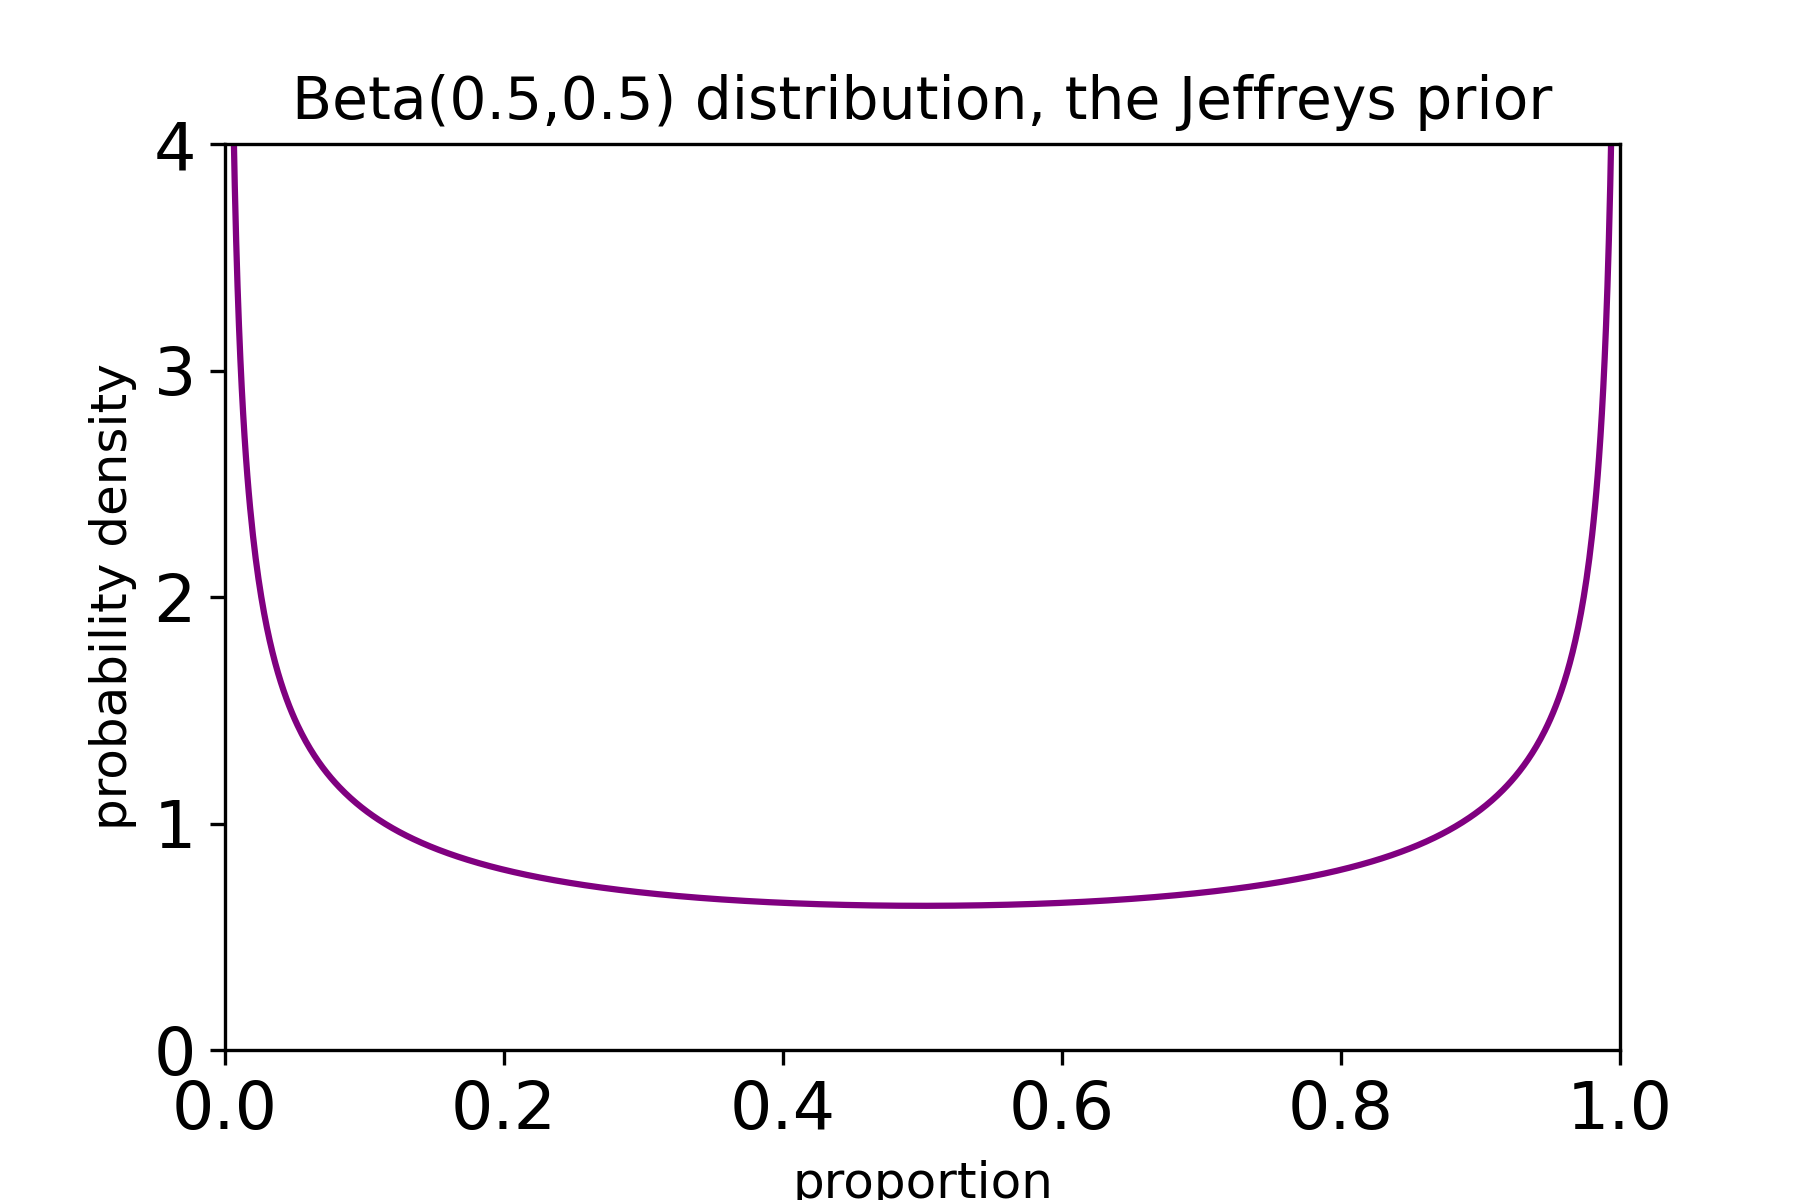 Beta(0.5,0.5) distribution, the Jeffreys prior
4
3
2
1
0
probability density
0.0 0.2 0.4 0.6 0.8 1.0
proportion